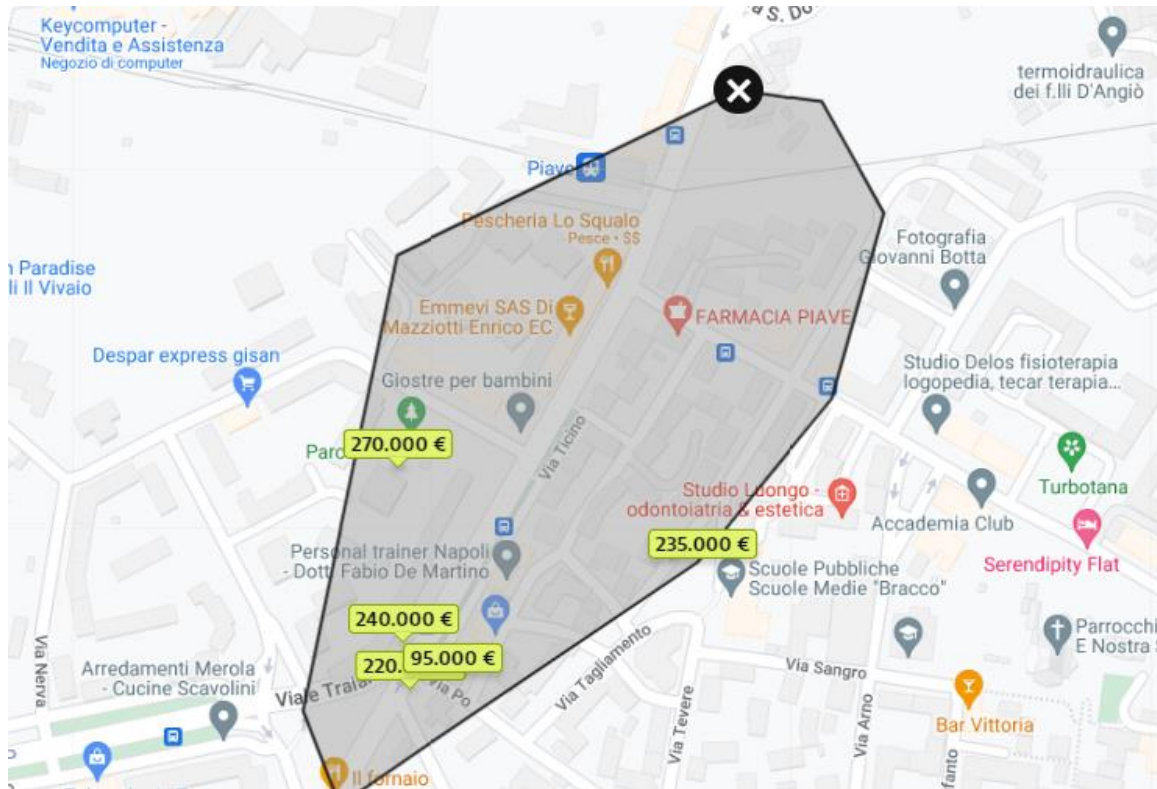 Keycomputer -
Vendita e Assistenza
Negozio di computer
S. Do
termoidraulica
dei f.lli D'Angiò
Piave
Pescheria Lo Squalo
Pesce • $$
Fotografia
Giovanni Botta
Paradise
Il Vivaio
Emmevi SAS Di
Mazziotti Enrico EC
FARMACIA PIAVE
Despar express gisan
Giostre per bambini
Studio Delos fisioterapia
logopedia, tecar terapia...
270.000 €
Via Ticino
Studio Luongo -
odontoiatria & estetica
Turbotana
Accademia Club
235.000 €
Personal trainer Napoli
- Dott. Fabio De Martino
Serendipity Flat
Scuole Pubbliche
Scuole Medie "Bracco"
240.000 €
Via Nerva
220.
95.000 €
Via Tagliamento
Parrocchi
E Nostra S
Arredamenti Merola
- Cucine Scavolini
Viale Traian
Via Po
Via Sangro
Via Tevere
Via Arno
Bar Vittoria
Il fornaio
fanto